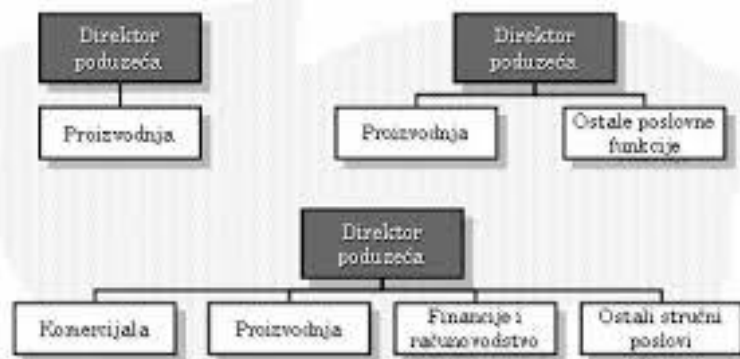 Direktor
poduzeća
Proizvodnja
Direktor
poduzeća
Proizvodnja
Ostale poslovne
funkcije
Direktor
poduzeća
Komercijala
Proizvodnja
Financije i
računovodstvo
Ostali stručni
poslovi